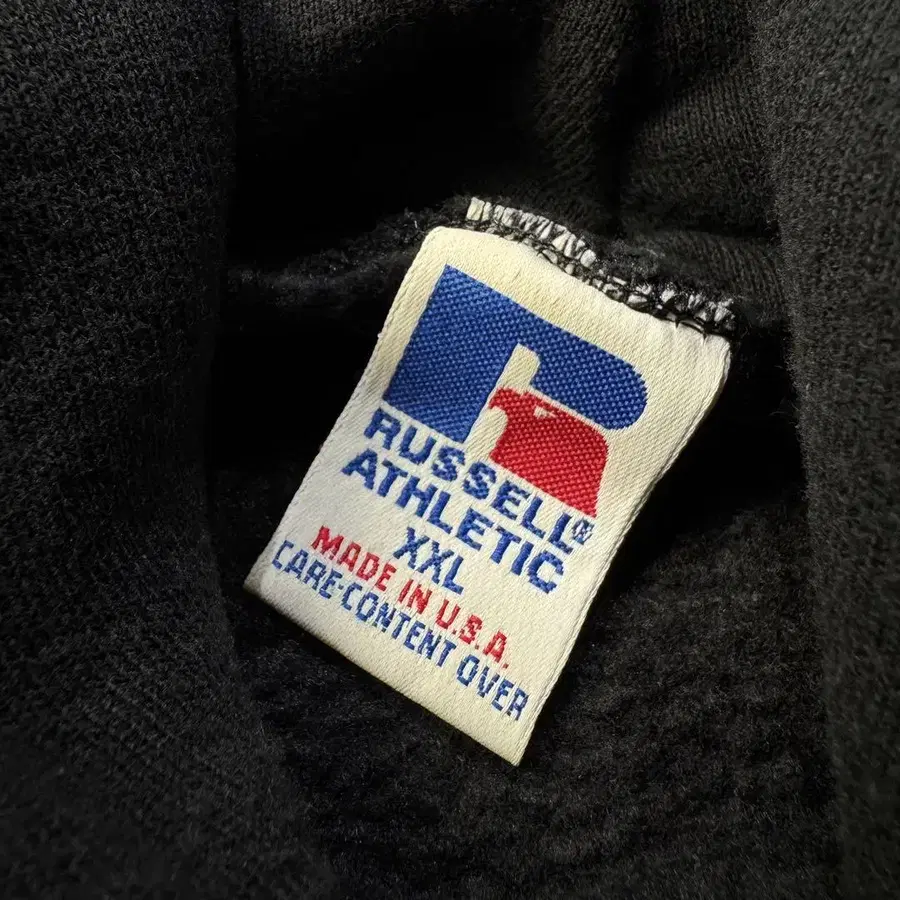 RUSSELL®
ATHLETIC
XXL
MADE IN U.S.A.
CARE-CONTENT OVER